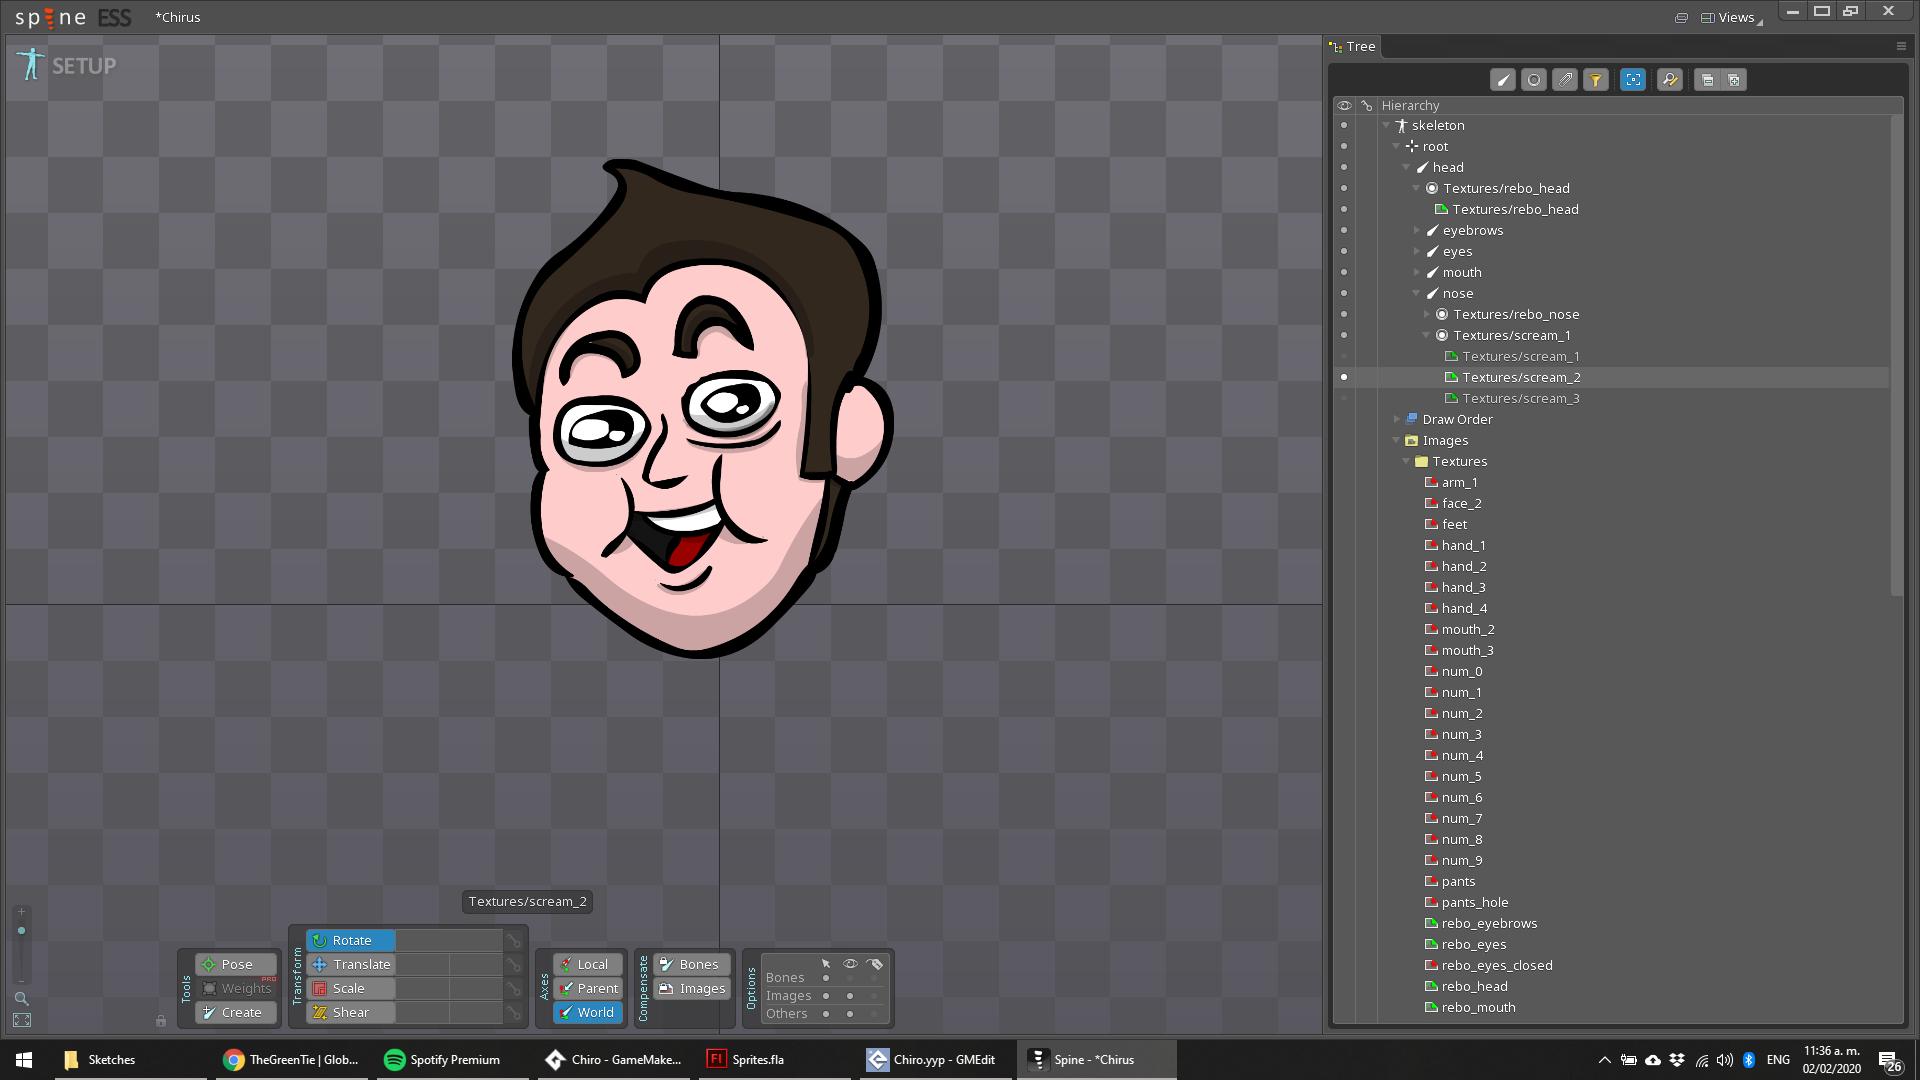 spine ESS
*Chirus
Views
SETUP
Tree
Hierarchy
skeleton
root
head
Textures/rebo_head
Textures/rebo_head
eyebrows
eyes
mouth
nose
Textures/rebo_nose
Textures/scream_1
Textures/scream_1
Textures/scream_2
Textures/scream_3
Draw Order
Images
Textures
arm_1
face_2
feet
hand_1
hand_2
hand_3
hand_4
mouth_2
mouth_3
num_0
num_1
num_2
num_3
num_4
num_5
num_6
num_7
num_8
num_9
pants
pants_hole
rebo_eyebrows
rebo_eyes
rebo_eyes_closed
rebo_head
rebo_mouth
Textures/scream_2
Tools
Pose
Weights PRO
Create
Transform
Rotate
Translate
Scale
Shear
Axes
Local
Parent
World
Compensate
Bones
Images
Options
Bones
Images
Others
Sketches
TheGreenTie | Glob...
Spotify Premium
Chiro - GameMake...
Fl
Sprites.fla
Chiro.yyp - GMEdit
Spine - *Chirus
ENG
11:36 a. m.
02/02/2020
26